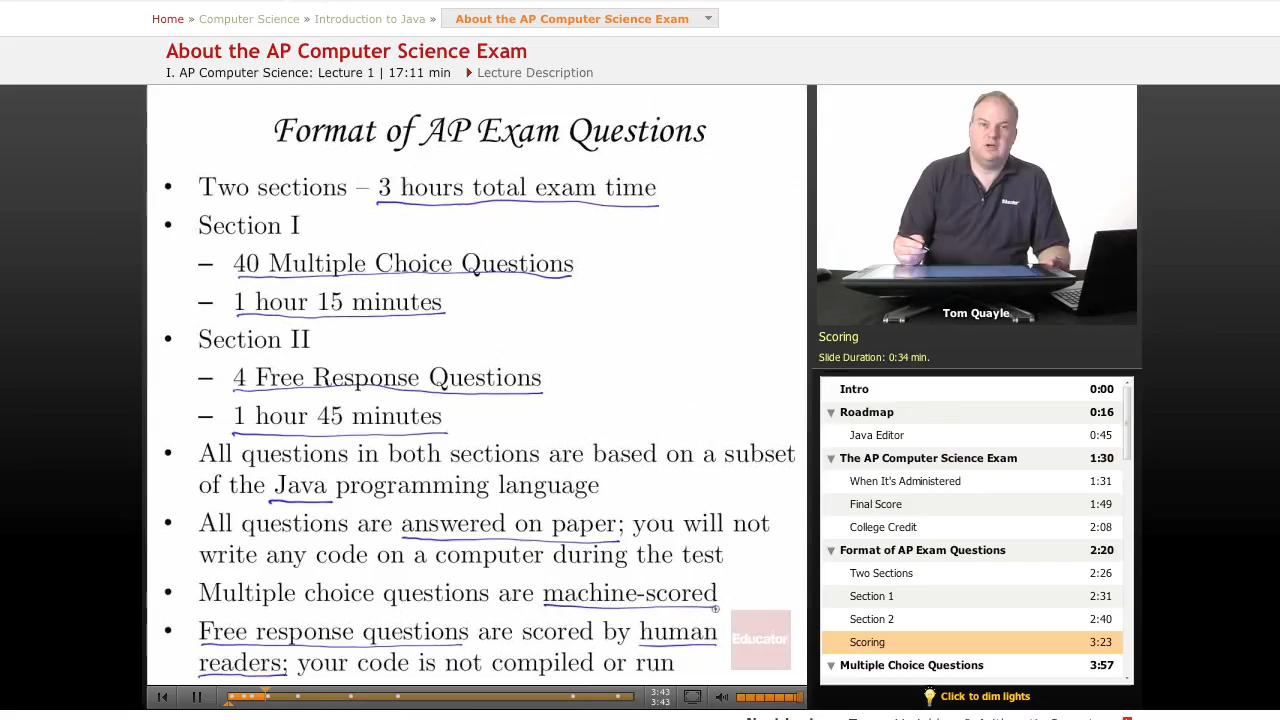 Home » Computer Science » Introduction to Java » About the AP Computer Science Exam
About the AP Computer Science Exam
I. AP Computer Science: Lecture 1 | 17:11 min Lecture Description
Format of AP Exam Questions
• Two sections – 3 hours total exam time
• Section I
– 40 Multiple Choice Questions
– 1 hour 15 minutes
• Section II
– 4 Free Response Questions
– 1 hour 45 minutes
• All questions in both sections are based on a subset
of the Java programming language
• All questions are answered on paper; you will not
write any code on a computer during the test
• Multiple choice questions are machine-scored
• Free response questions are scored by human
readers; your code is not compiled or run
Educator
3:43
3:43
Educator
Tom Quayle
Scoring
Slide Duration: 0:34 min.
Intro 0:00
Roadmap 0:16
Java Editor 0:45
The AP Computer Science Exam 1:30
When It's Administered 1:31
Final Score 1:49
College Credit 2:08
Format of AP Exam Questions 2:20
Two Sections 2:26
Section 1 2:31
Section 2 2:40
Scoring 3:23
Multiple Choice Questions 3:57
Click to dim lights